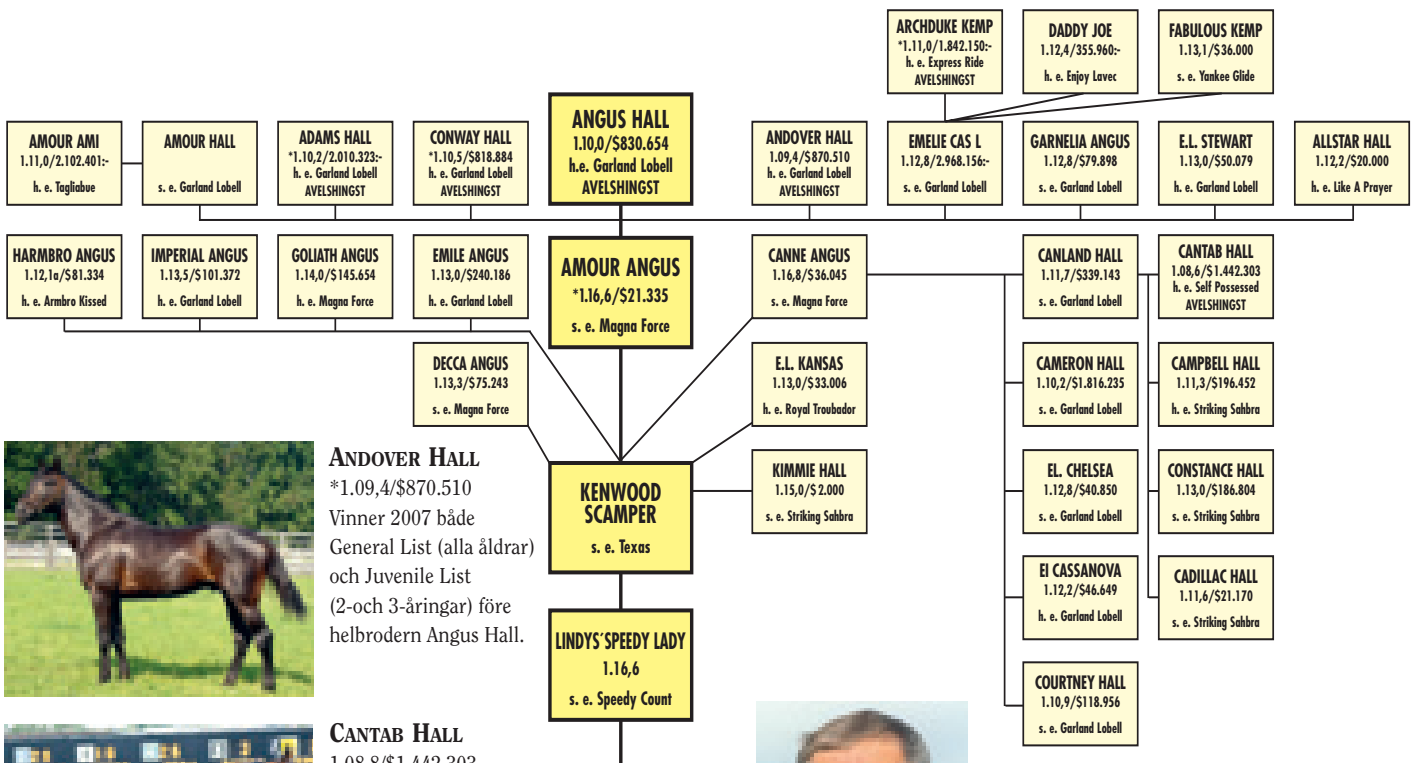 ARCHDUKE KEMP
*1.11,0/1.842.150:-
h. e. Express Ride
AVELSHINGST
DADDY JOE
1.12,4/355.960:-
h. e. Enjoy Lavec
FABULOUS KEMP
1.13,1/$36.000
s. e. Yankee Glide
AMOUR AMI
1.11,0/2.102.401:-
h. e. Tagliabue
AMOUR HALL
s. e. Garland Lobell
ADAMS HALL
*1.10,2/2.010.323:-
h. e. Garland Lobell
AVELSHINGST
CONWAY HALL
*1.10,5/$818.884
h. e. Garland Lobell
AVELSHINGST
ANGUS HALL
1.10,0/$830.654
h.e. Garland Lobell
AVELSHINGST
ANDOVER HALL
1.09,4/$870.510
h. e. Garland Lobell
AVELSHINGST
EMELIE CAS L
1.12,8/2.968.156:-
s. e. Garland Lobell
GARNELIA ANGUS
1.12,8/$79.898
s. e. Garland Lobell
E.L. STEWART
1.13,0/$50.079
h. e. Garland Lobell
ALLSTAR HALL
1.12,2/$20.000
h. e. Like A Prayer
HARMBRO ANGUS
1.12,1a/$81.334
h. e. Armbro Kissed
IMPERIAL ANGUS
1.13,5/$101.372
h. e. Garland Lobell
GOLIATH ANGUS
1.14,0/$145.654
h. e. Magna Force
EMILE ANGUS
1.13,0/$240.186
h. e. Garland Lobell
AMOUR ANGUS
*1.16,6/$21.335
s. e. Magna Force
CANNE ANGUS
1.16,8/$36.045
s. e. Magna Force
CANLAND HALL
1.11,7/$339.143
s. e. Garland Lobell
CANTAB HALL
1.08,6/$1.442.303
h. e. Self Possessed
AVELSHINGST
DECCA ANGUS
1.13,3/$75.243
s. e. Magna Force
E.L. KANSAS
1.13,0/$33.006
h. e. Royal Troubador
CAMERON HALL
1.10,2/$1.816.235
s. e. Garland Lobell
CAMPBELL HALL
1.11,3/$196.452
h. e. Striking Sahbra
KENWOOD
SCAMPER
s. e. Texas
KIMMIE HALL
1.15,0/$ 2.000
s. e. Striking Sahbra
EL. CHELSEA
1.12,8/$40.850
s. e. Garland Lobell
CONSTANCE HALL
1.13,0/$186.804
s. e. Striking Sahbra
EI CASSANOVA
1.12,2/$46.649
h. e. Garland Lobell
CADILLAC HALL
1.11,6/$21.170
s. e. Striking Sahbra
LINDYS´SPEEDY LADY
1.16,6
s. e. Speedy Count
COURTNEY HALL
1.10,9/$118.956
s. e. Garland Lobell
ANDOVER HALL
*1.09,4/$870.510
Vinner 2007 både
General List (alla åldrar)
och Juvenile List
(2-och 3-åringar) före
helbrodern Angus Hall.
CANTAB HALL
1.08,8/$1.442.303